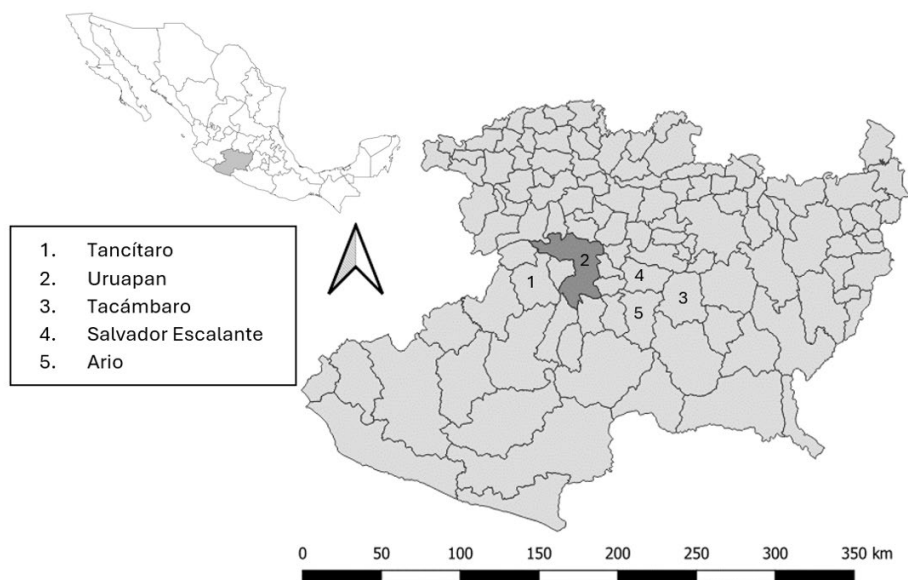 1. Tancítaro
2. Uruapan
3. Tacámbaro
4. Salvador Escalante
5. Ario
2
1
4
3
5
0 50 100 150 200 250 300 350 km